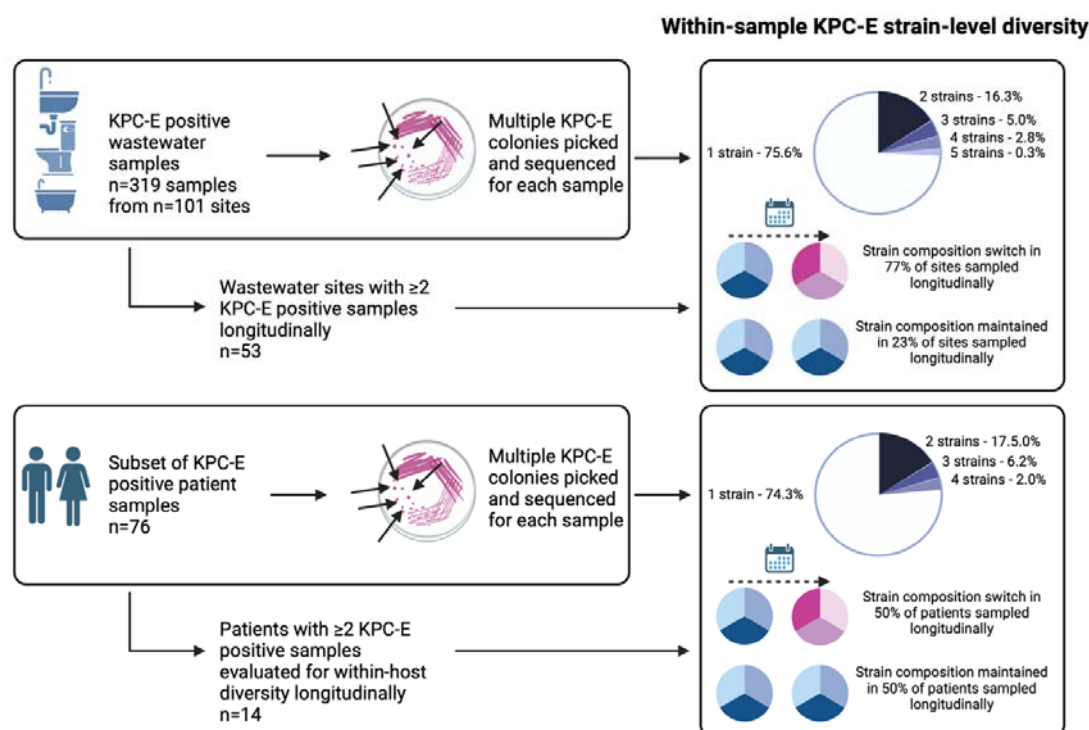 Within-sample KPC-E strain-level diversity
KPC-E positive
wastewater
samples
n=319 samples
from n=101 sites
Multiple KPC-E
colonies picked
and sequenced
for each sample
2 strains - 16.3%
3 strains - 5.0%
4 strains - 2.8%
5 strains - 0.3%
1 strain - 75.6%
Strain composition switch in
77% of sites sampled
longitudinally
Strain composition maintained
in 23% of sites sampled
longitudinally
Wastewater sites with ≥2
KPC-E positive samples
longitudinally
n=53
Subset of KPC-E
positive patient
samples
n=76
Multiple KPC-E
colonies picked
and sequenced
for each sample
2 strains - 17.5.0%
3 strains - 6.2%
4 strains - 2.0%
1 strain - 74.3%
Strain composition switch in
50% of patients sampled
longitudinally
Strain composition maintained
in 50% of patients sampled
longitudinally
Patients with ≥2 KPC-E
positive samples
evaluated for within-host
diversity longitudinally
n=14